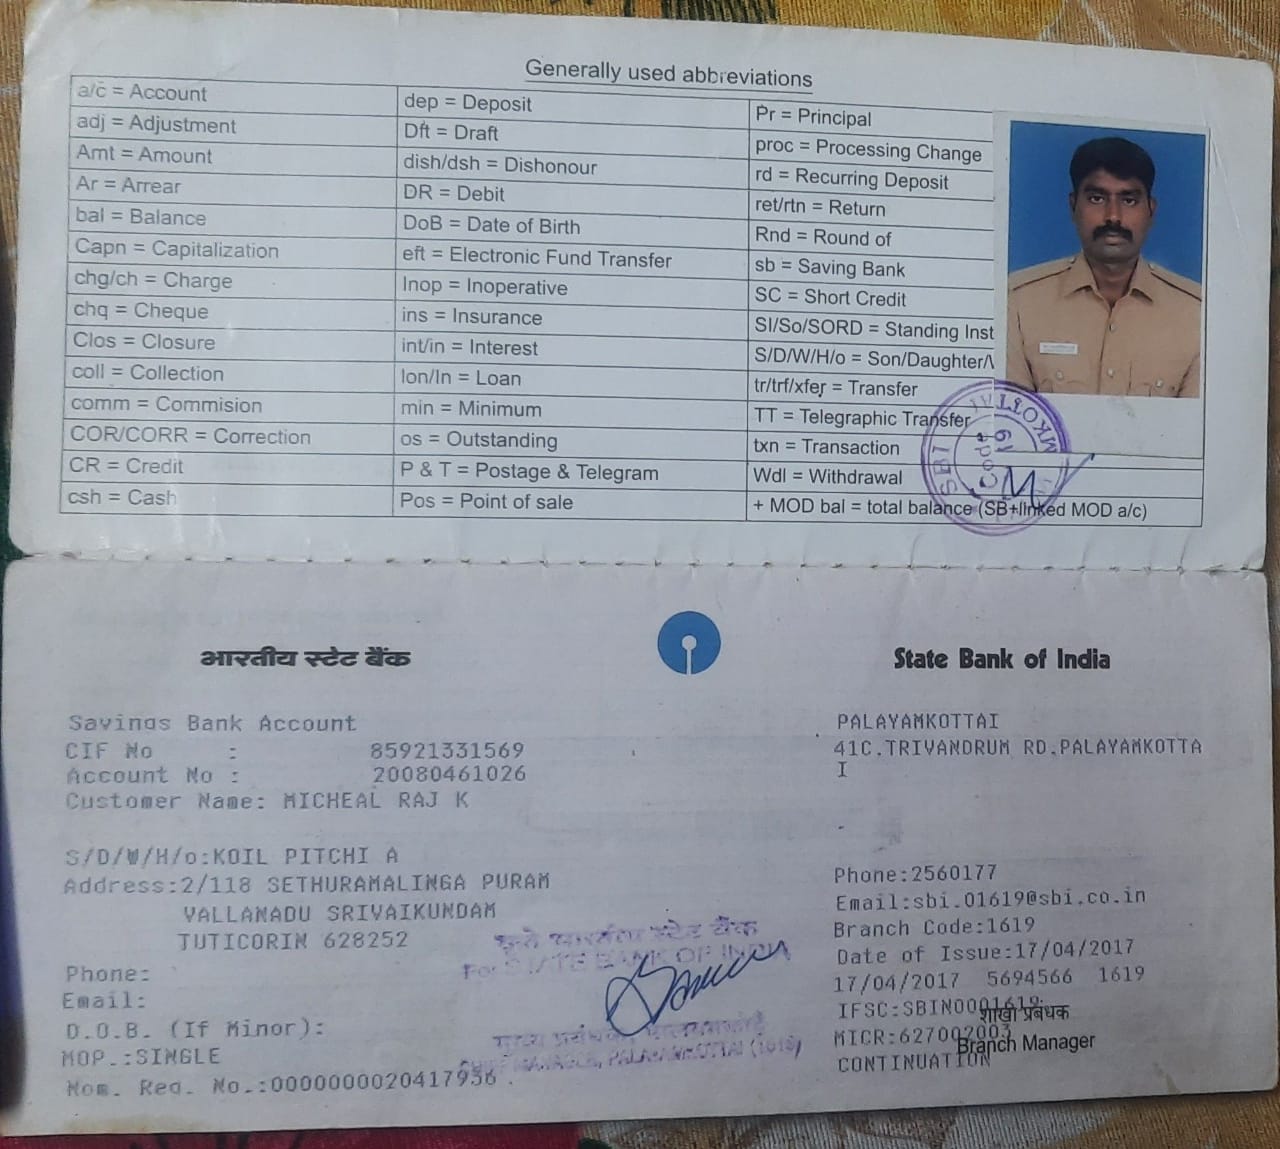 Generally used abbreviations
a/c = Account
adj = Adjustment
Amt = Amount
Ar = Arrear
bal = Balance
Capn = Capitalization
chg/ch = Charge
chq = Cheque
Clos = Closure
coll = Collection
comm = Commision
COR/CORR = Correction
CR = Credit
csh = Cash
dep = Deposit
Dft = Draft
dish/dsh = Dishonour
DR = Debit
DoB = Date of Birth
eft = Electronic Fund Transfer
Inop = Inoperative
ins = Insurance
int/in = Interest
lon/ln = Loan
min = Minimum
os = Outstanding
P & T = Postage & Telegram
Pos = Point of sale
Pr = Principal
proc = Processing Change
rd = Recurring Deposit
ret/rtn = Return
Rnd = Round of
sb = Saving Bank
SC = Short Credit
SI/So/SORD = Standing Inst
S/D/W/H/o = Son/Daughter/
tr/trf/xfer = Transfer
TT = Telegraphic Transfer
txn = Transaction
Wdl = Withdrawal
+ MOD bal = total balance (SB+linked MOD a/c)
SBI
Code
भारतीय स्टेट बैंक
State Bank of India
Savings Bank Account
CIF No : 85921331569
Account No : 20080461026
Customer Name: MICHEAL RAJ K
S/D/W/H/o:KOIL PITCHI A
Address:2/118 SETHURAMALINGA PURAM
VALLANADU SRIVAIKUNDAM
TUTICORIN 628252
Phone:
Email:
D.O.B. (If Minor):
MOP.:SINGLE
Nom. Reg. No.:0000000020417936
भारतीय स्टेट बैंक
For STATE BANK OF INDIA
CHIEF MANAGER, PALAYAMKOTTAI (1619)
PALAYAMKOTTAI
41C.TRIVANDRUM RD.PALAYAMKOTTA
I
Phone:2560177
Email:sbi.01619@sbi.co.in
Branch Code:1619
Date of Issue:17/04/2017
17/04/2017 5694566 1619
IFSC:SBIN0001619
शाखा प्रबंधक
MICR:627002003
Branch Manager
CONTINUATION